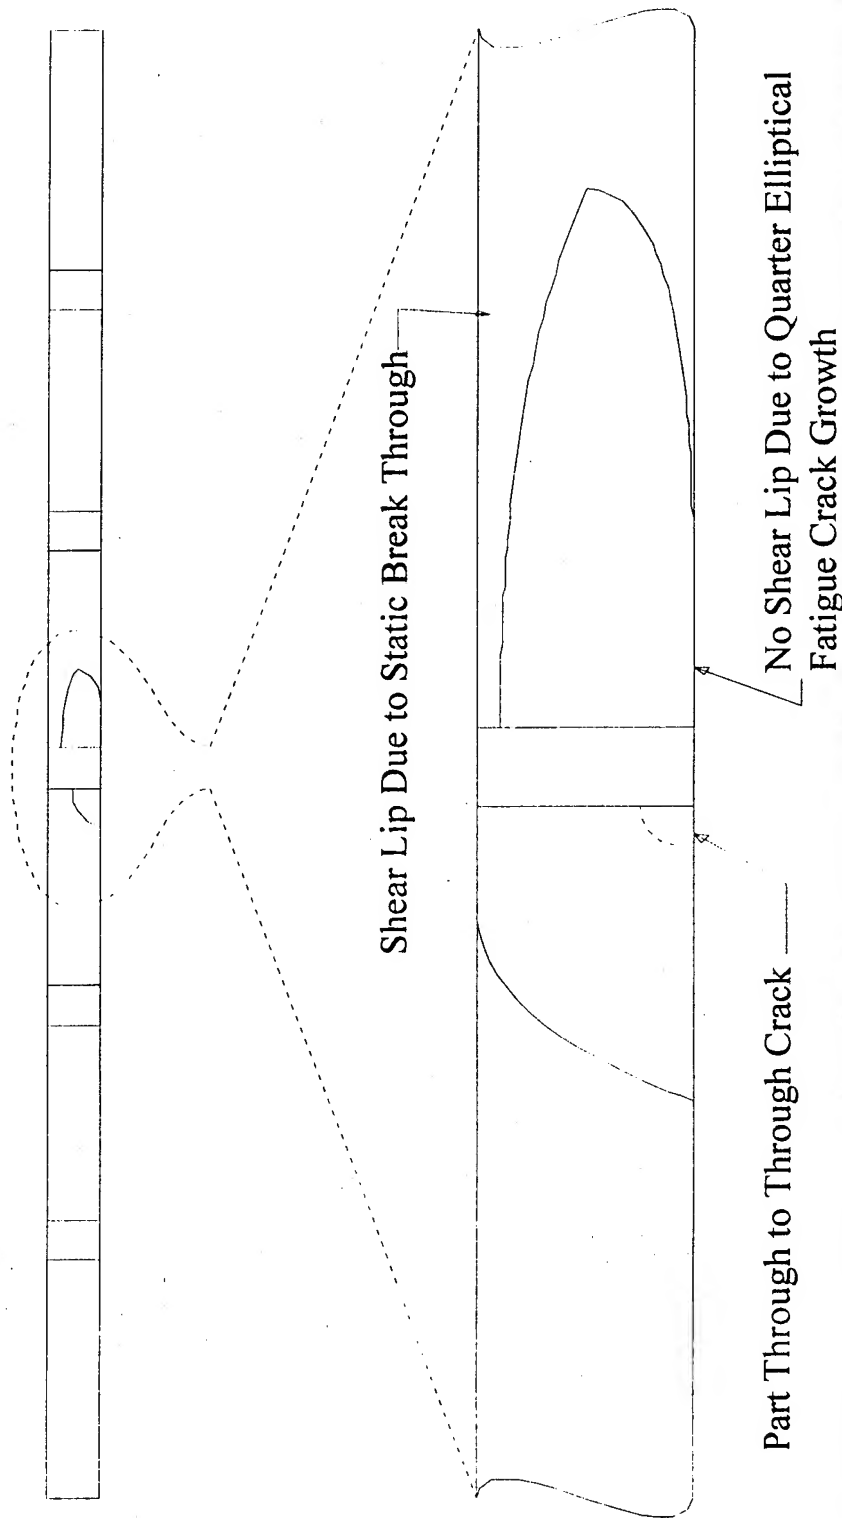 Shear Lip Due to Static Break Through
Part Through to Through Crack
No Shear Lip Due to Quarter Elliptical
Fatigue Crack Growth